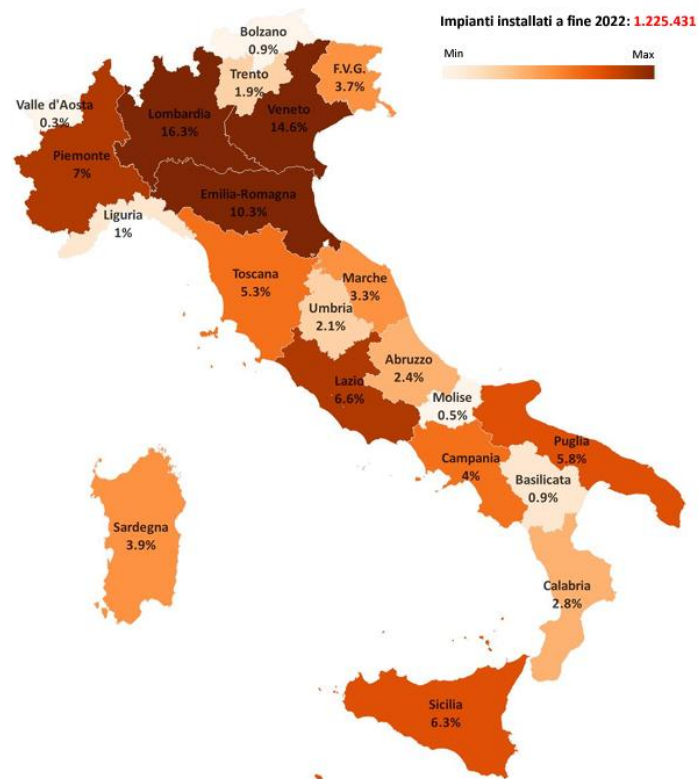 Impianti installati a fine 2022: 1.225.431
Min
Max
Bolzano
0.9%
Trento
1.9%
F.V.G.
3.7%
Valle d'Aosta
0.3%
Lombardia
16.3%
Veneto
14.6%
Piemonte
7%
Emilia-Romagna
10.3%
Liguria
1%
Toscana
5.3%
Marche
3.3%
Umbria
2.1%
Abruzzo
2.4%
Lazio
6.6%
Molise
0.5%
Puglia
5.8%
Campania
4%
Basilicata
0.9%
Sardegna
3.9%
Calabria
2.8%
Sicilia
6.3%